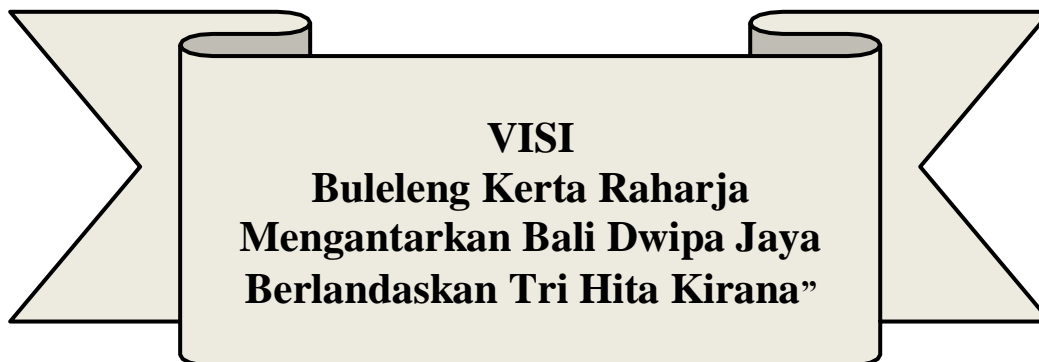 VISI
Buleleng Kerta Raharja
Mengantarkan Bali Dwipa Jaya
Berlandaskan Tri Hita Kirana”